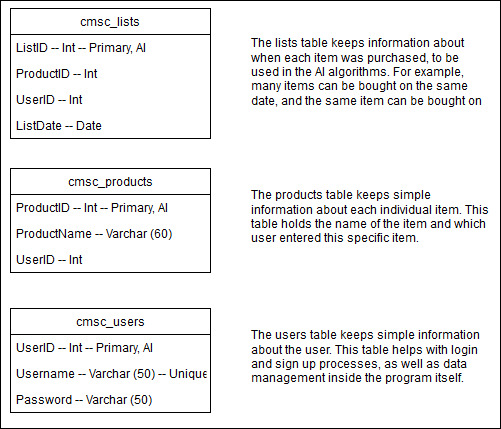 cmsc_lists
ListID -- Int -- Primary, AI
ProductID -- Int
UserID -- Int
ListDate -- Date
The lists table keeps information about
when each item was purchased, to be
used in the AI algorithms. For example,
many items can be bought on the same
date, and the same item can be bought on
cmsc_products
ProductID -- Int -- Primary, AI
ProductName -- Varchar (60)
UserID -- Int
The products table keeps simple
information about each individual item. This
table holds the name of the item and which
user entered this specific item.
cmsc_users
UserID -- Int -- Primary, AI
Username -- Varchar (50) -- Unique
Password -- Varchar (50)
The users table keeps simple information
about the user. This table helps with login
and sign up processes, as well as data
management inside the program itself.